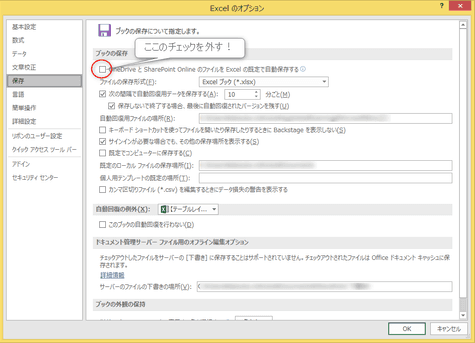 Excel のオプション
基本設定
数式
データ
文章校正
保存
言語
簡単操作
詳細設定
リボンのユーザー設定
クイック アクセス ツール バー
アドイン
セキュリティ センター
ブックの保存について指定します。
ブックの保存
ここのチェックを外す！
OneDrive と SharePoint Online のファイルを Excel の既定で自動保存する
ファイルの保存形式(F): Excel ブック (*.xlsx)
次の間隔で自動回復用データを保存する(A): 10 分ごと(M)
保存しないで終了する場合、最後に自動回復されたバージョンを残す(U)
自動回復用ファイルの場所(R):
キーボード ショートカットを使ってファイルを開いたり保存したりするときに Backstage を表示しない(S)
サインインが必要な場合でも、その他の保存場所を表示する(S)
既定でコンピューターに保存する(C)
既定のローカル ファイルの保存場所(I):
個人用テンプレートの既定の場所(T):
カンマ区切りファイル (*.csv) を編集するときにデータ損失の警告を表示する
自動回復の例外(X): 【テーブルレイ...
このブックの自動回復を行わない(D)
ドキュメント管理サーバー ファイル用のオフライン編集オプション
チェックアウトしたファイルをサーバーの [下書き] に保存することはサポートされていません。チェックアウトされたファイルは Office ドキュメント キャッシュに保存されます。
詳細情報
サーバーのファイルの下書きの場所(V):
ブックの外観の保持
OK
キャンセル